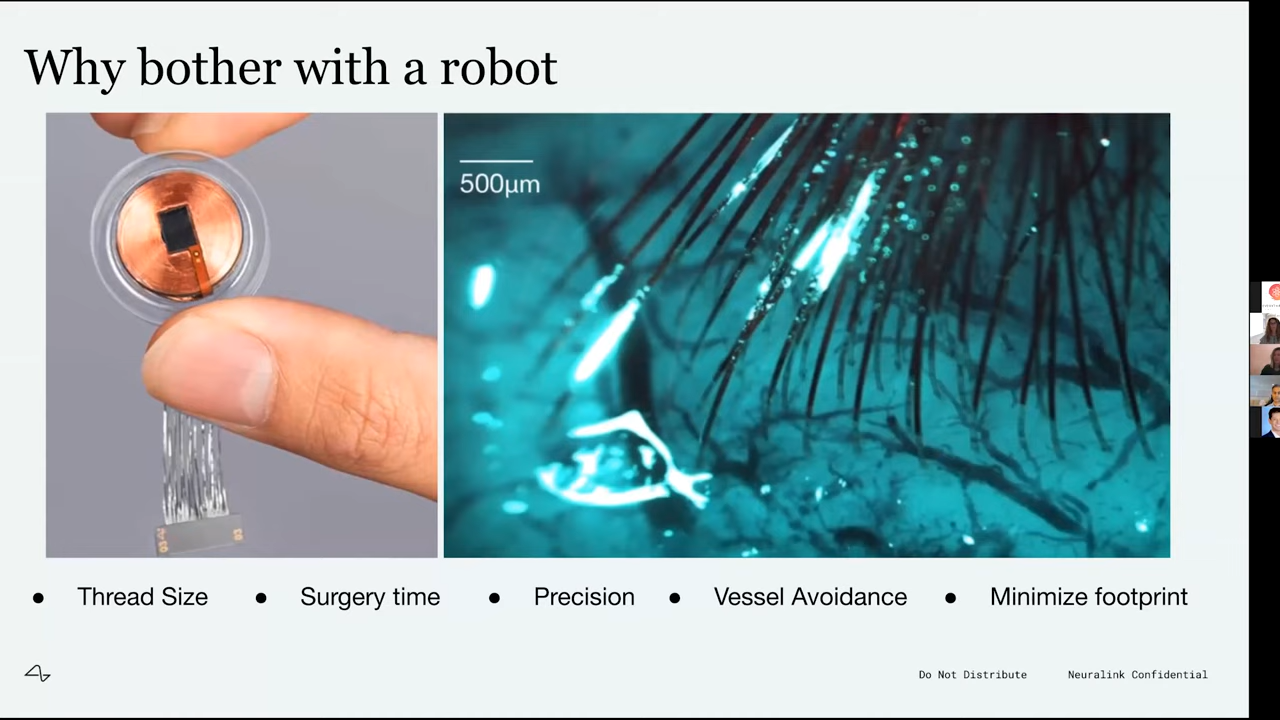 Why bother with a robot
500µm
● Thread Size ● Surgery time ● Precision ● Vessel Avoidance ● Minimize footprint
Do Not Distribute Neuralink Confidential